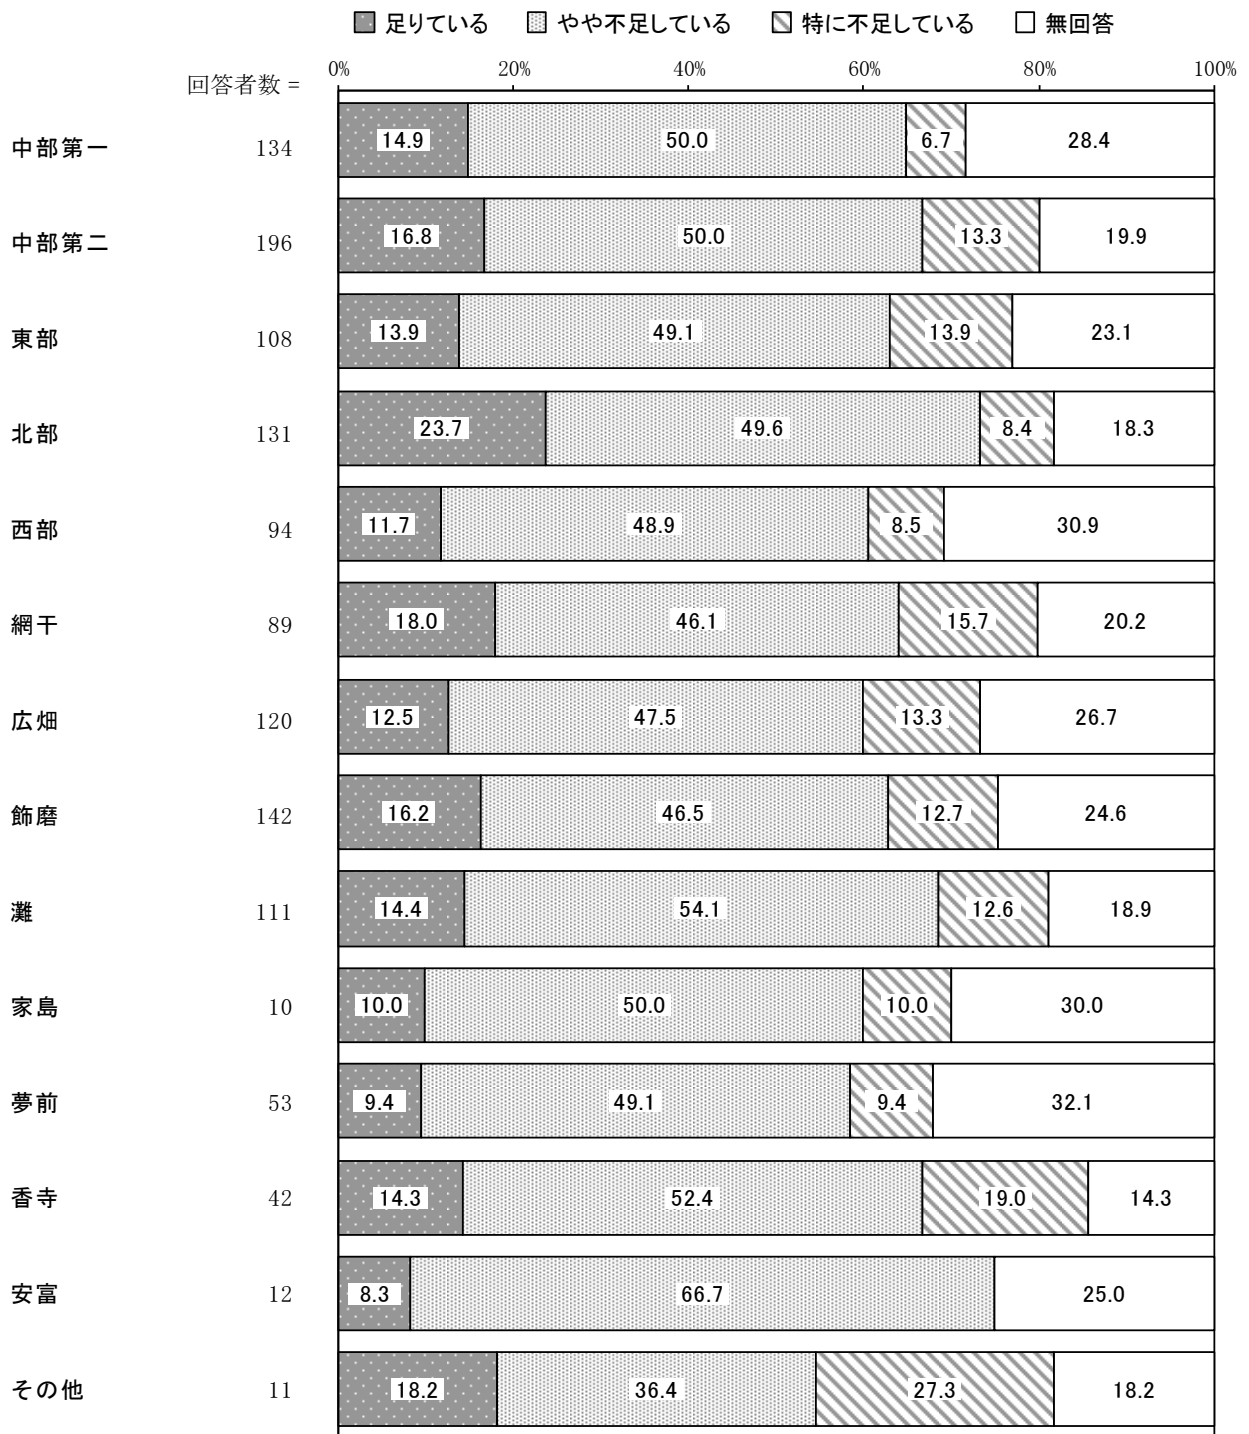 足りている やや不足している 特に不足している 無回答
回答者数 = 0% 20% 40% 60% 80% 100%
中部第一 134 14.9 50.0 6.7 28.4
中部第二 196 16.8 50.0 13.3 19.9
東部 108 13.9 49.1 13.9 23.1
北部 131 23.7 49.6 8.4 18.3
西部 94 11.7 48.9 8.5 30.9
網干 89 18.0 46.1 15.7 20.2
広畑 120 12.5 47.5 13.3 26.7
飾磨 142 16.2 46.5 12.7 24.6
灘 111 14.4 54.1 12.6 18.9
家島 10 10.0 50.0 10.0 30.0
夢前 53 9.4 49.1 9.4 32.1
香寺 42 14.3 52.4 19.0 14.3
安富 12 8.3 66.7 25.0
その他 11 18.2 36.4 27.3 18.2